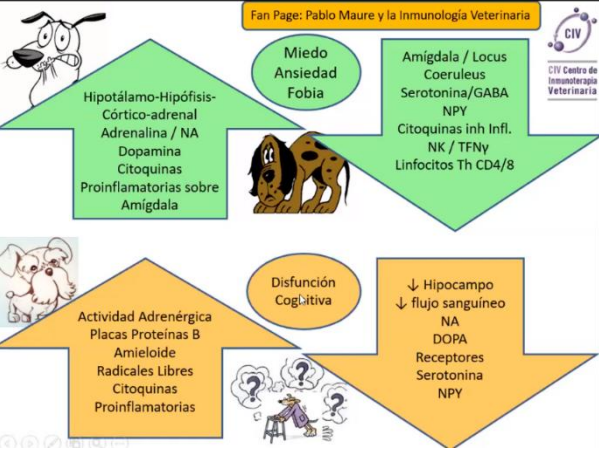 Fan Page: Pablo Maure y la Inmunología Veterinaria
CIV
CIV Centro de
Inmunoterapia
Veterinaria
Miedo
Ansiedad
Fobia
Hipotálamo-Hipófisis-
Córtico-adrenal
Adrenalina / NA
Dopamina
Citoquinas
Proinflamatorias sobre
Amígdala
Amígdala / Locus
Coeruleus
Serotonina/GABA
NPY
Citoquinas inh Infl.
NK / TFNγ
Linfocitos Th CD4/8
Disfunción
Cognitiva
Actividad Adrenérgica
Placas Proteínas B
Amieloide
Radicales Libres
Citoquinas
Proinflamatorias
↓ Hipocampo
↓ flujo sanguíneo
NA
DOPA
Receptores
Serotonina
NPY
? ? ?